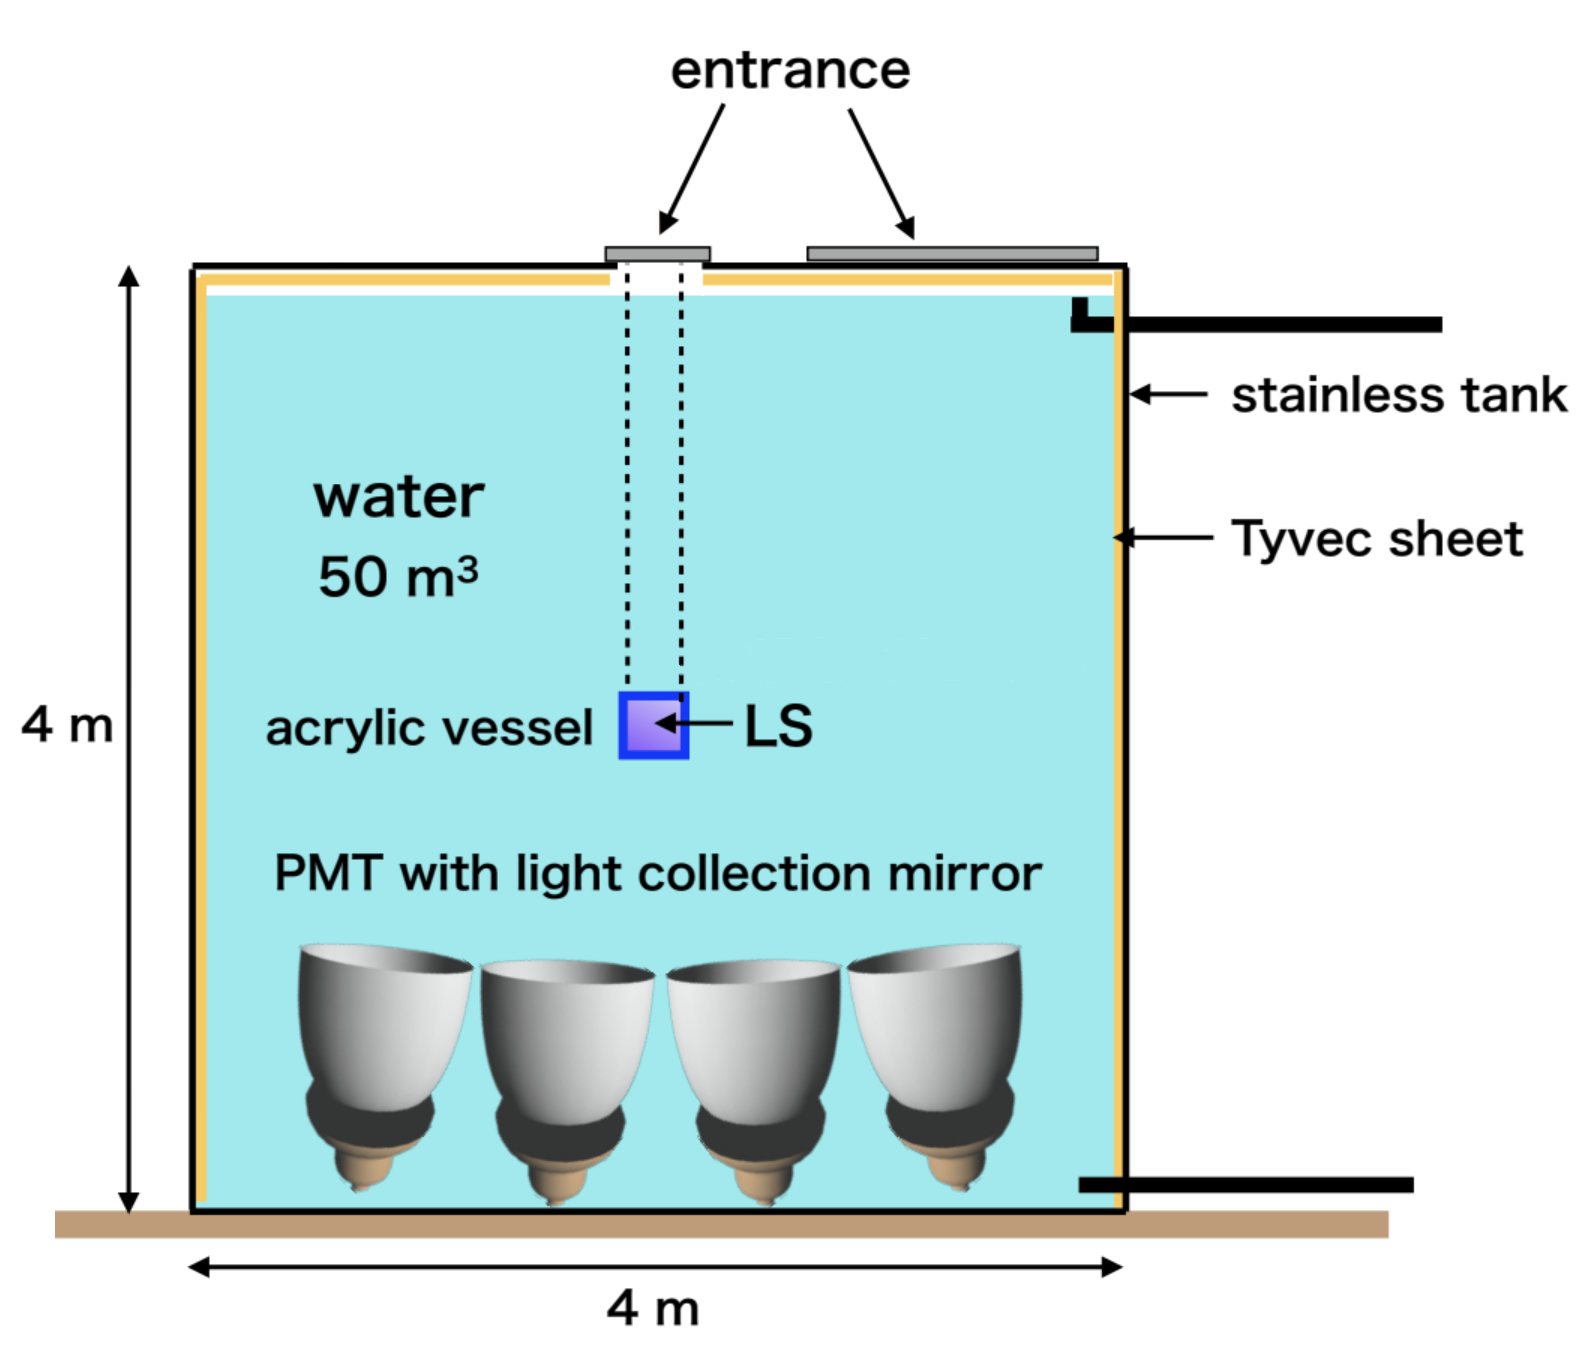 entrance
stainless tank
water
50 m³
Tyvec sheet
4 m
acrylic vessel
LS
PMT with light collection mirror
4 m